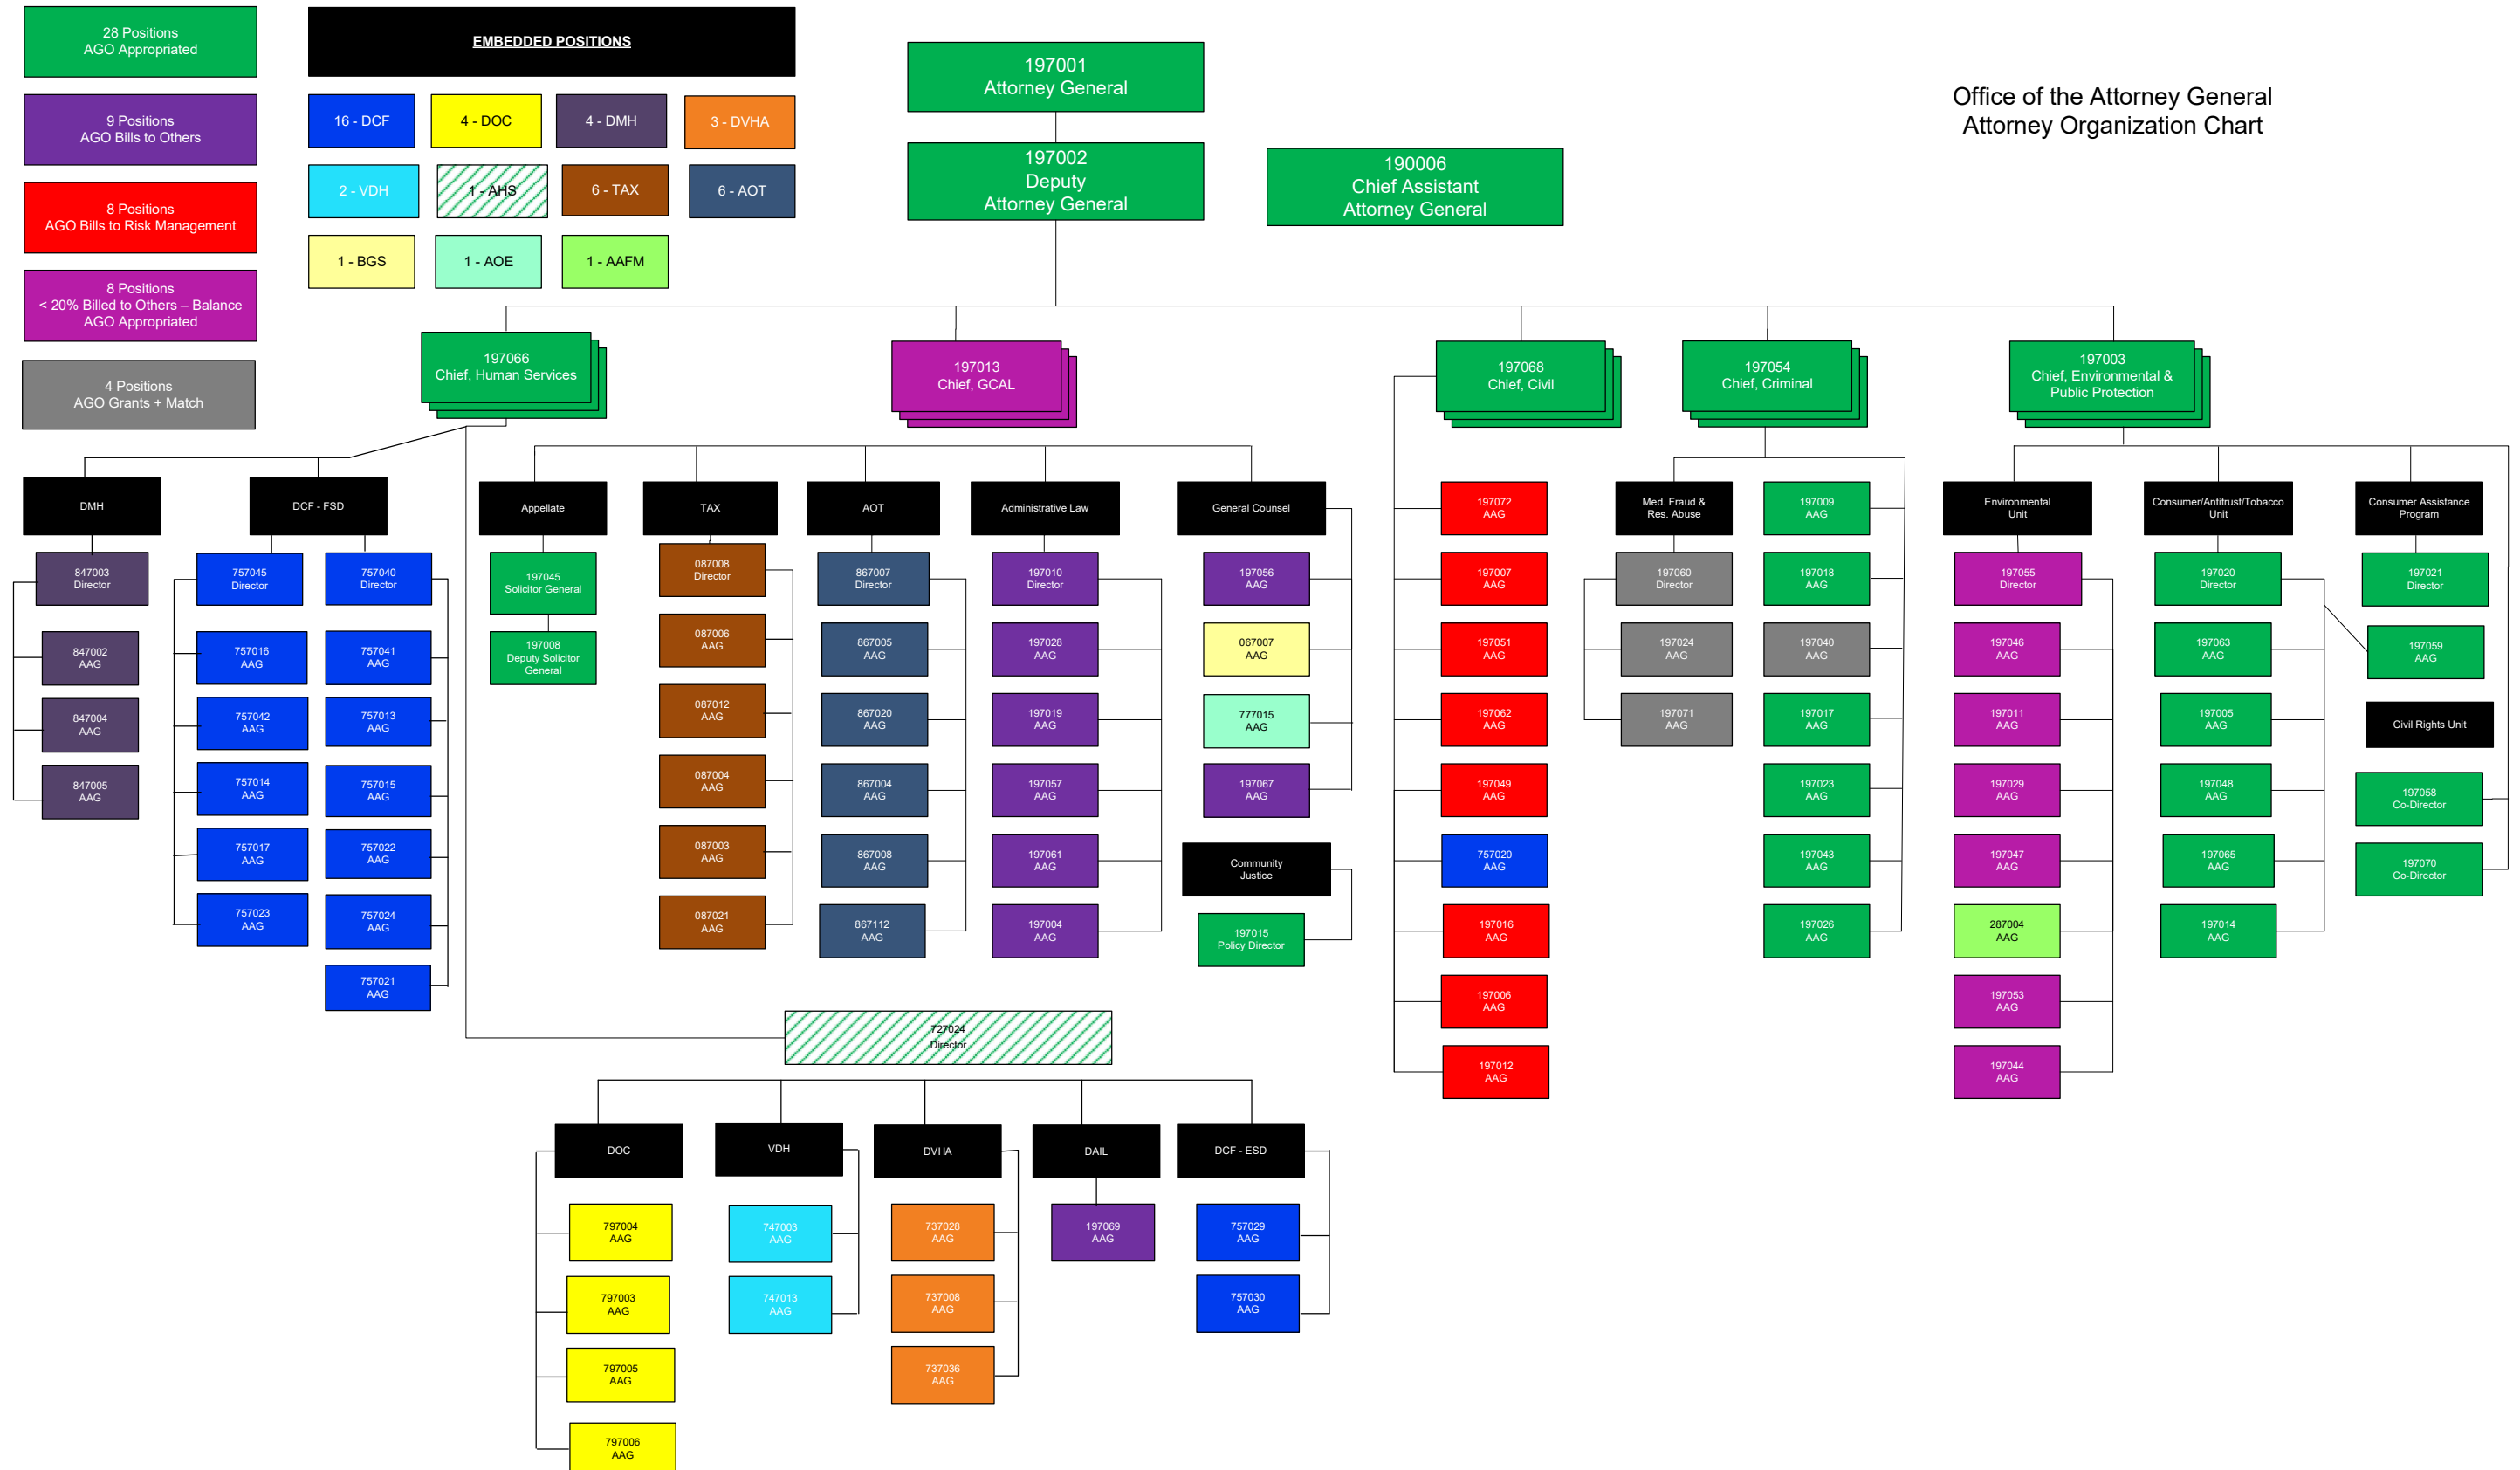 28 Positions
AGO Appropriated
9 Positions
AGO Bills to Others
8 Positions
AGO Bills to Risk Management
8 Positions
< 20% Billed to Others – Balance
AGO Appropriated
4 Positions
AGO Grants + Match
EMBEDDED POSITIONS
16 - DCF
4 - DOC
4 - DMH
3 - DVHA
2 - VDH
1 - AHS
6 - TAX
6 - AOT
1 - BGS
1 - AOE
1 - AAFM
197001
Attorney General
197002
Deputy
Attorney General
190006
Chief Assistant
Attorney General
Office of the Attorney General
Attorney Organization Chart
197066
Chief, Human Services
197013
Chief, GCAL
197068
Chief, Civil
197054
Chief, Criminal
197003
Chief, Environmental &
Public Protection
DMH
847003
Director
847002
AAG
847004
AAG
847005
AAG
DCF - FSD
757045
Director
757016
AAG
757042
AAG
757014
AAG
757017
AAG
757023
AAG
757040
Director
757041
AAG
757013
AAG
757015
AAG
757022
AAG
757024
AAG
757021
AAG
Appellate
197045
Solicitor General
197008
Deputy Solicitor
General
TAX
087008
Director
087006
AAG
087012
AAG
087004
AAG
087003
AAG
087021
AAG
AOT
867007
Director
867005
AAG
867020
AAG
867004
AAG
867008
AAG
867112
AAG
Administrative Law
197010
Director
197028
AAG
197019
AAG
197057
AAG
197061
AAG
197004
AAG
General Counsel
197056
AAG
067007
AAG
777015
AAG
197067
AAG
Community
Justice
197015
Policy Director
197072
AAG
197007
AAG
197051
AAG
197062
AAG
197049
AAG
757020
AAG
197016
AAG
197006
AAG
197012
AAG
Med. Fraud &
Res. Abuse
197060
Director
197024
AAG
197071
AAG
197009
AAG
197018
AAG
197040
AAG
197017
AAG
197023
AAG
197043
AAG
197026
AAG
Environmental
Unit
197055
Director
197046
AAG
197011
AAG
197029
AAG
197047
AAG
287004
AAG
197053
AAG
197044
AAG
Consumer/Antitrust/Tobacco
Unit
197020
Director
197063
AAG
197005
AAG
197048
AAG
197065
AAG
197014
AAG
Consumer Assistance
Program
197021
Director
197059
AAG
Civil Rights Unit
197058
Co-Director
197070
Co-Director
727024
Director
DOC
797004
AAG
797003
AAG
797005
AAG
797006
AAG
VDH
747003
AAG
747013
AAG
DVHA
737028
AAG
737008
AAG
737036
AAG
DAIL
197069
AAG
DCF - ESD
757029
AAG
757030
AAG